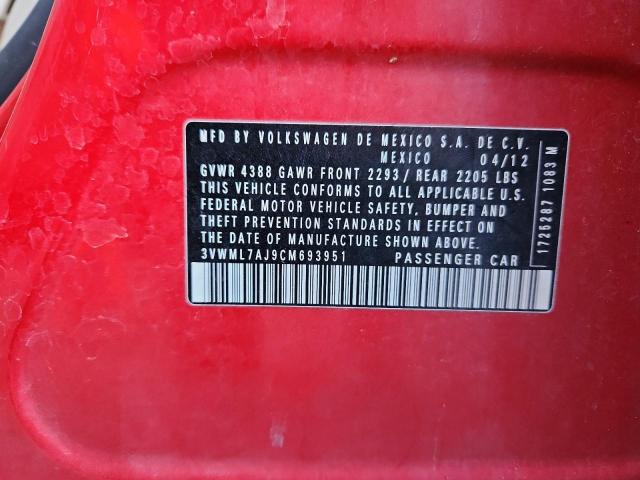 MFD BY VOLKSWAGEN DE MEXICO S.A. DE C.V.
MEXICO 04/12
GVWR 4388 GAWR FRONT 2293/ REAR 2205 LBS
THIS VEHICLE CONFORMS TO ALL APPLICABLE U.S.
FEDERAL MOTOR VEHICLE SAFETY, BUMPER AND
THEFT PREVENTION STANDARDS IN EFFECT ON
THE DATE OF MANUFACTURE SHOWN ABOVE.
3VWML7AJ9CM693951 PASSENGER CAR
1725287 1083 M